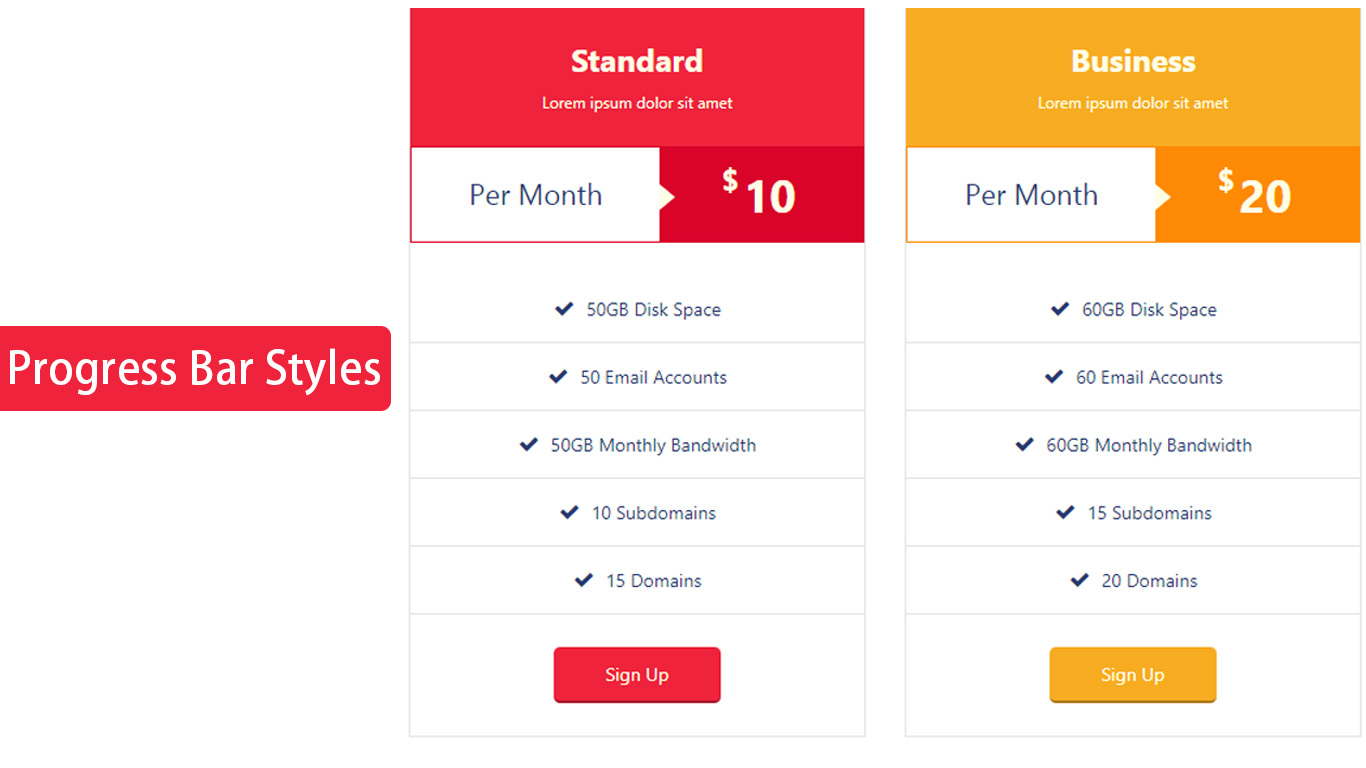 Progress Bar Styles
Standard
Lorem ipsum dolor sit amet
Per Month
$10
50GB Disk Space
50 Email Accounts
50GB Monthly Bandwidth
10 Subdomains
15 Domains
Sign Up
Business
Lorem ipsum dolor sit amet
Per Month
$20
60GB Disk Space
60 Email Accounts
60GB Monthly Bandwidth
15 Subdomains
20 Domains
Sign Up